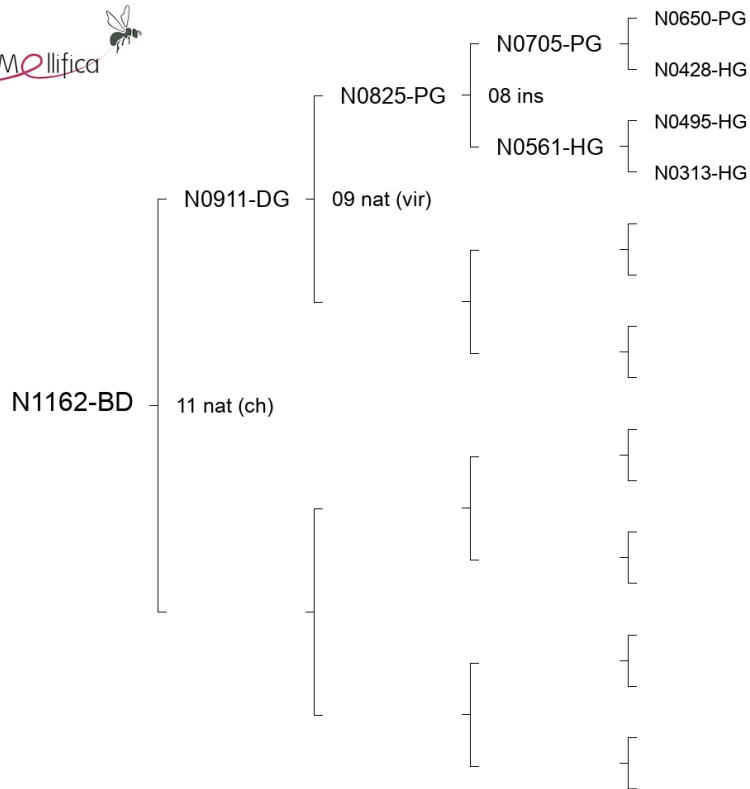 Mellifica
N0650-PG
N0705-PG
N0428-HG
N0825-PG
08 ins
N0495-HG
N0561-HG
N0313-HG
N0911-DG
09 nat (vir)
N1162-BD
11 nat (ch)